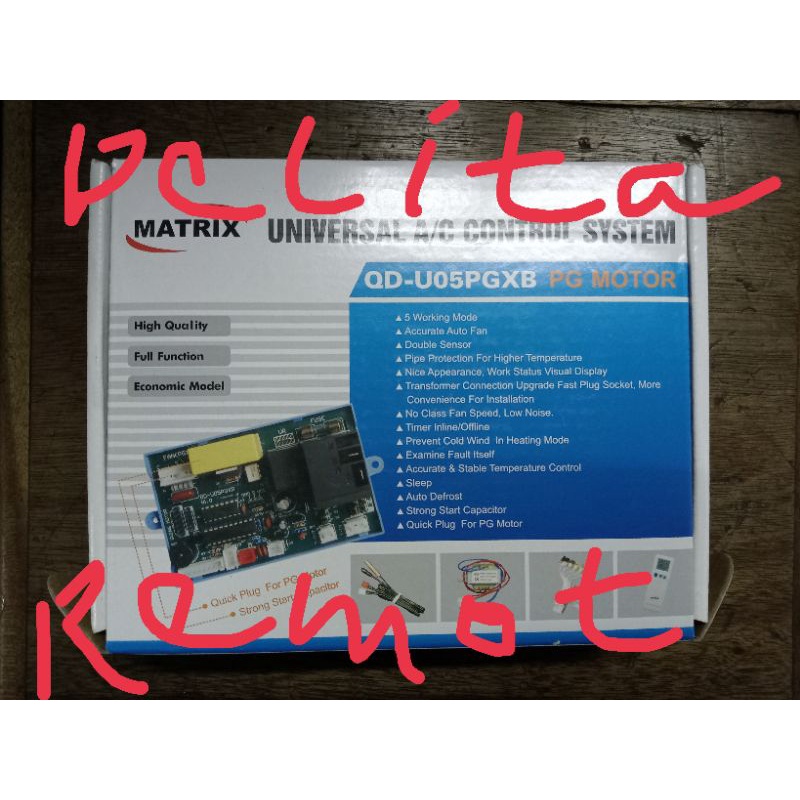 Pelita
MATRIX UNIVERSAL A/C CONTROL SYSTEM
QD-U05PGXB PG MOTOR
High Quality
Full Function
Economic Model
▲ 5 Working Mode
▲ Accurate Auto Fan
▲ Double Sensor
▲ Pipe Protection For Higher Temperature
▲ Nice Appearance, Work Status Visual Display
▲ Transformer Connection Upgrade Fast Plug Socket, More
Convenience For Installation
▲ No Class Fan Speed, Low Noise.
▲ Timer Inline/Offline
▲ Prevent Cold Wind In Heating Mode
▲ Examine Fault Itself
▲ Accurate & Stable Temperature Control
▲ Sleep
▲ Auto Defrost
▲ Strong Start Capacitor
▲ Quick Plug For PG Motor
Quick Plug For PG Motor
Strong Start Capacitor
Remot